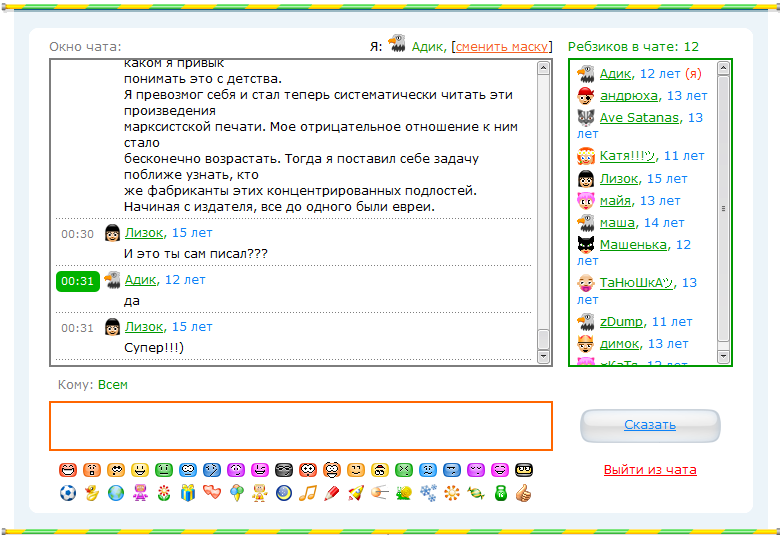 Окно чата:
Я: Адик, [сменить маску]
Ребзиков в чате: 12
каком я привык
понимать это с детства.
Я превозмог себя и стал теперь систематически читать эти
произведения
марксистской печати. Мое отрицательное отношение к ним
стало
бесконечно возрастать. Тогда я поставил себе задачу
поближе узнать, кто
же фабриканты этих концентрированных подлостей.
Начиная с издателя, все до одного были евреи.
00:30 Лизок, 15 лет
И это ты сам писал???
00:31 Адик, 12 лет
да
00:31 Лизок, 15 лет
Супер!!!)
Адик, 12 лет (я)
андрюха, 13 лет
Ave Satanas, 13
лет
Катя!!!ツ, 11 лет
Лизок, 15 лет
майя, 13 лет
маша, 14 лет
Машенька, 12
лет
ТаНюШкАツ, 13
лет
zDump, 11 лет
димок, 13 лет
Кому: Всем
Сказать
Выйти из чата